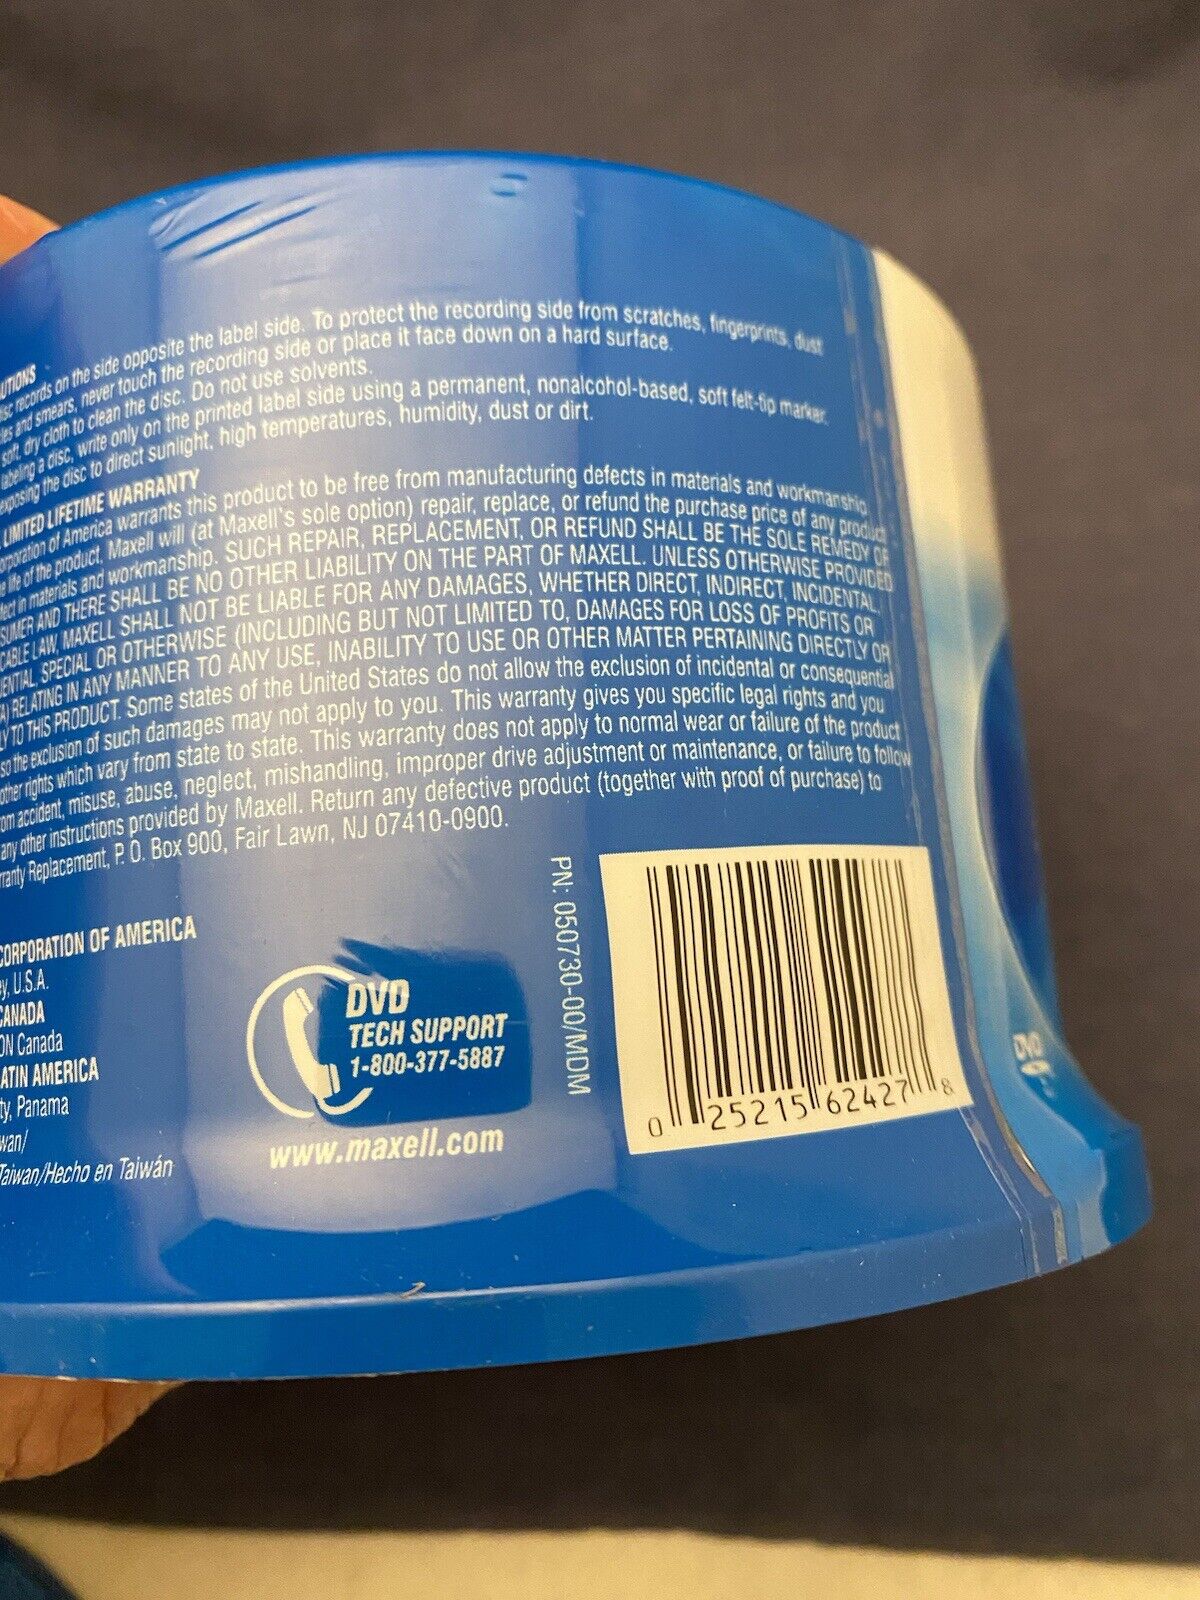 UTIONS
isc records on the side opposite the label side. To protect the recording side from scratches, fingerprints, dust
les and smears, never touch the recording side or place it face down on a hard surface.
soft, dry cloth to clean the disc. Do not use solvents.
labeling a disc, write only on the printed label side using a permanent, nonalcohol-based, soft felt-tip marker.
exposing the disc to direct sunlight, high temperatures, humidity, dust or dirt.
LIMITED LIFETIME WARRANTY
orporation of America warrants this product to be free from manufacturing defects in materials and workmanship
he life of the product. Maxell will (at Maxell's sole option) repair, replace, or refund the purchase price of any product
fect in materials and workmanship. SUCH REPAIR, REPLACEMENT, OR REFUND SHALL BE THE SOLE REMEDY OF
SUMER AND THERE SHALL BE NO OTHER LIABILITY ON THE PART OF MAXELL. UNLESS OTHERWISE PROVIDED
CABLE LAW, MAXELL SHALL NOT BE LIABLE FOR ANY DAMAGES, WHETHER DIRECT, INDIRECT, INCIDENTAL,
UENTIAL, SPECIAL OR OTHERWISE (INCLUDING BUT NOT LIMITED TO, DAMAGES FOR LOSS OF PROFITS OR
A) RELATING IN ANY MANNER TO ANY USE, INABILITY TO USE OR OTHER MATTER PERTAINING DIRECTLY OR
LY TO THIS PRODUCT. Some states of the United States do not allow the exclusion of incidental or consequential
so the exclusion of such damages may not apply to you. This warranty gives you specific legal rights and you
other rights which vary from state to state. This warranty does not apply to normal wear or failure of the product
om accident, misuse, abuse, neglect, mishandling, improper drive adjustment or maintenance, or failure to follow
any other instructions provided by Maxell. Return any defective product (together with proof of purchase) to
rranty Replacement, P. O. Box 900, Fair Lawn, NJ 07410-0900.
CORPORATION OF AMERICA
ey, U.S.A.
CANADA
ON Canada
ATIN AMERICA
ty, Panama
wan/
Taiwan/Hecho en Taiwán
DVD
TECH SUPPORT
1-800-377-5887
www.maxell.com
PN: 050730-00/MDM
0 25215 62427 8
DVD